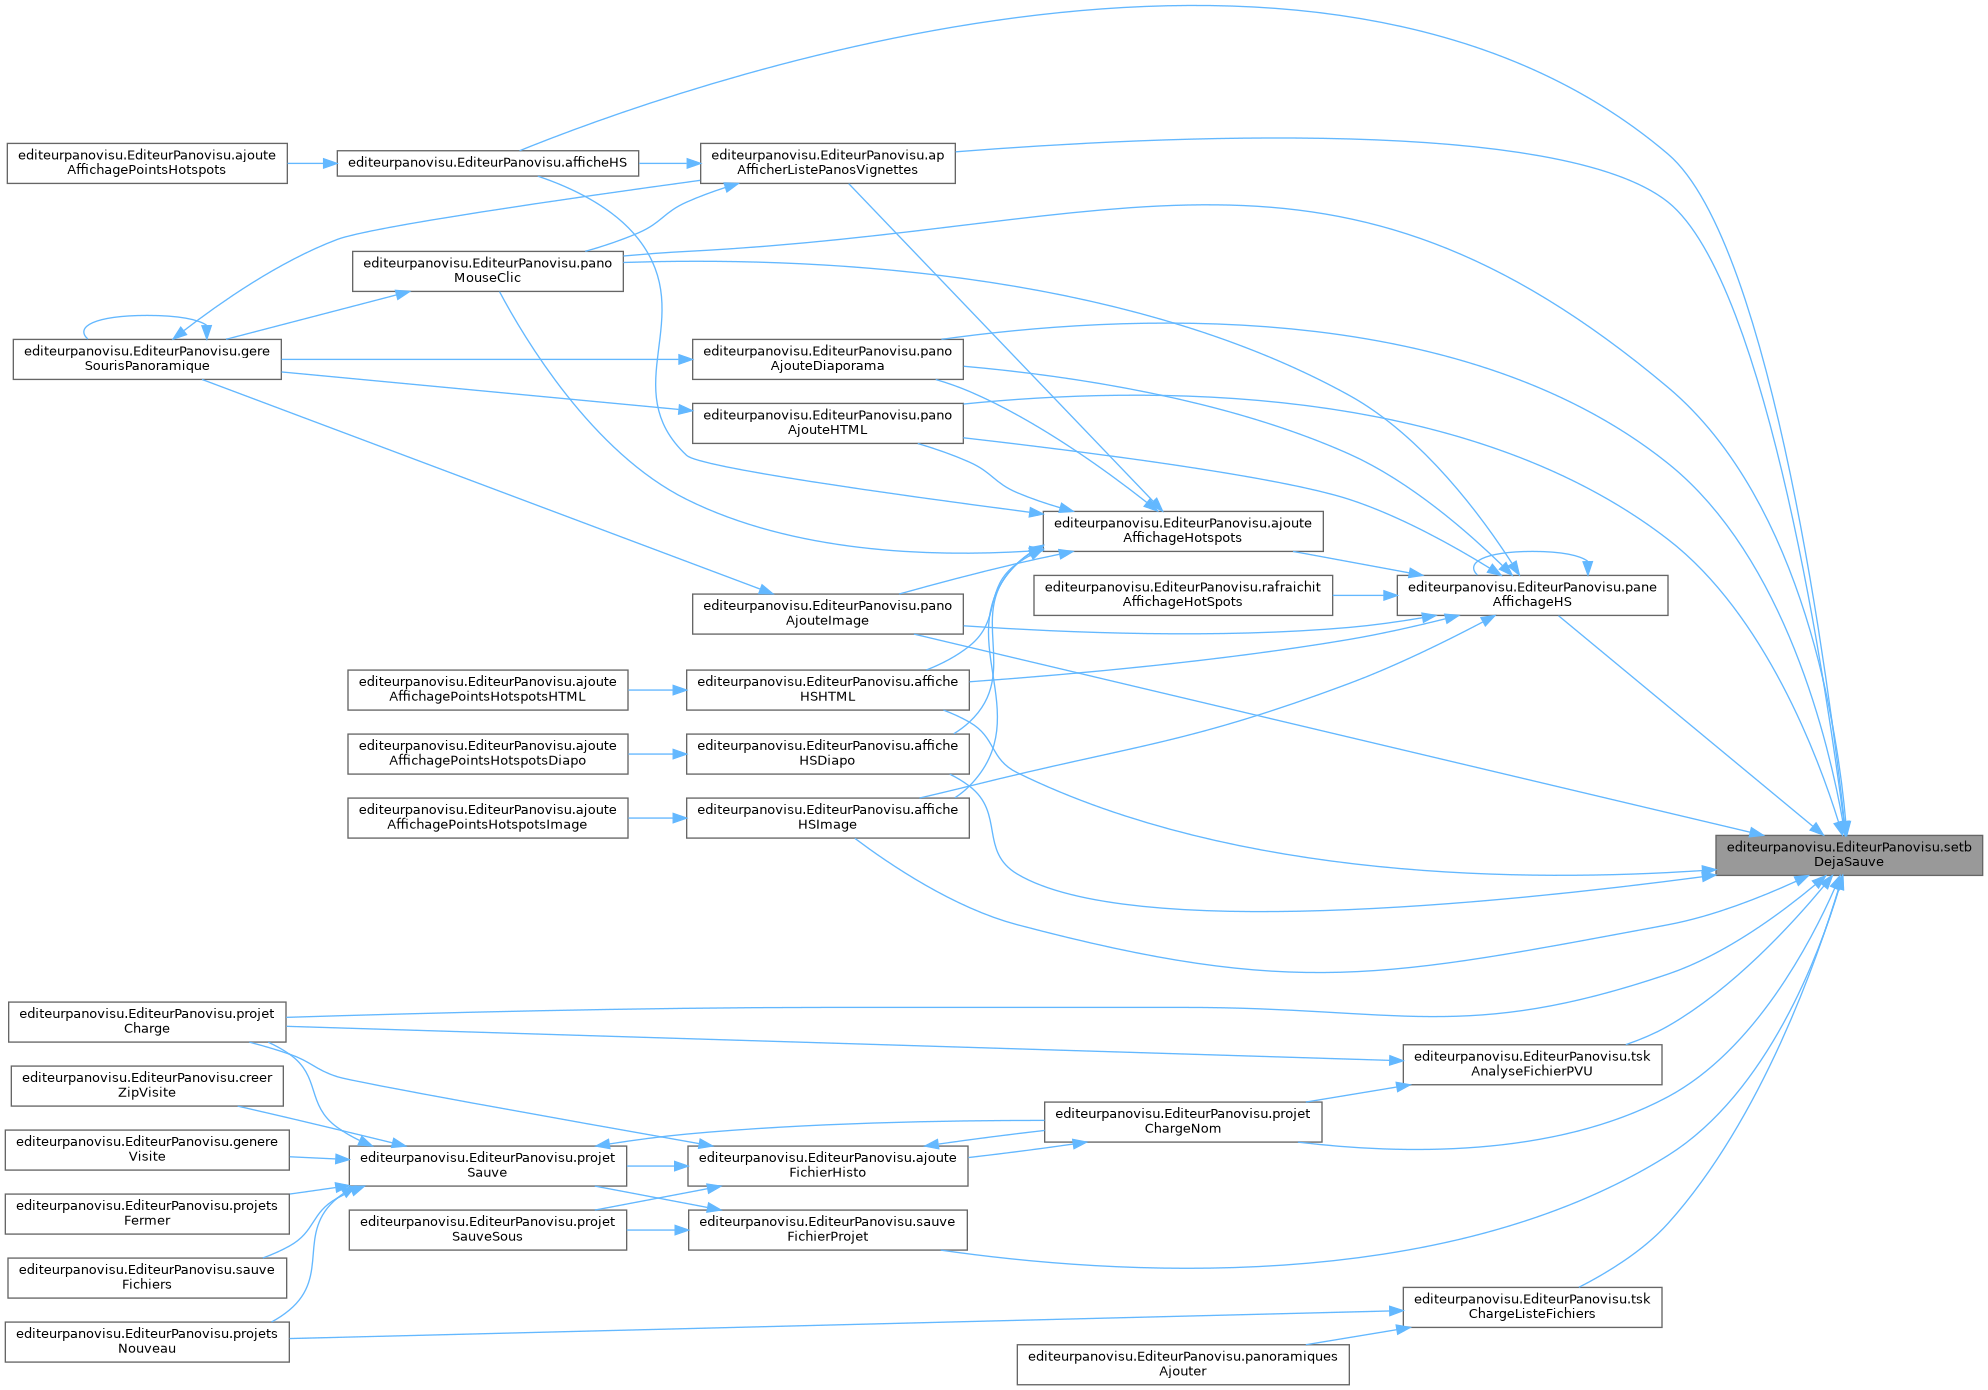 editeurpanovisu.EditeurPanovisu.ajoute
AffichagePointsHotspots
editeurpanovisu.EditeurPanovisu.afficheHS
editeurpanovisu.EditeurPanovisu.ap
AfficherListePanosVignettes
editeurpanovisu.EditeurPanovisu.pano
MouseClic
editeurpanovisu.EditeurPanovisu.gere
SourisPanoramique
editeurpanovisu.EditeurPanovisu.pano
AjouteDiaporama
editeurpanovisu.EditeurPanovisu.pano
AjouteHTML
editeurpanovisu.EditeurPanovisu.ajoute
AffichageHotspots
editeurpanovisu.EditeurPanovisu.rafraichit
AffichageHotSpots
editeurpanovisu.EditeurPanovisu.pane
AffichageHS
editeurpanovisu.EditeurPanovisu.pano
AjouteImage
editeurpanovisu.EditeurPanovisu.ajoute
AffichagePointsHotspotsHTML
editeurpanovisu.EditeurPanovisu.affiche
HSHTML
editeurpanovisu.EditeurPanovisu.ajoute
AffichagePointsHotspotsDiapo
editeurpanovisu.EditeurPanovisu.affiche
HSDiapo
editeurpanovisu.EditeurPanovisu.ajoute
AffichagePointsHotspotsImage
editeurpanovisu.EditeurPanovisu.affiche
HSImage
editeurpanovisu.EditeurPanovisu.setb
DejaSauve
editeurpanovisu.EditeurPanovisu.projet
Charge
editeurpanovisu.EditeurPanovisu.tsk
AnalyseFichierPVU
editeurpanovisu.EditeurPanovisu.creer
ZipVisite
editeurpanovisu.EditeurPanovisu.projet
ChargeNom
editeurpanovisu.EditeurPanovisu.genere
Visite
editeurpanovisu.EditeurPanovisu.projet
Sauve
editeurpanovisu.EditeurPanovisu.ajoute
FichierHisto
editeurpanovisu.EditeurPanovisu.projets
Fermer
editeurpanovisu.EditeurPanovisu.projet
SauveSous
editeurpanovisu.EditeurPanovisu.sauve
FichierProjet
editeurpanovisu.EditeurPanovisu.sauve
Fichiers
editeurpanovisu.EditeurPanovisu.tsk
ChargeListeFichiers
editeurpanovisu.EditeurPanovisu.projets
Nouveau
editeurpanovisu.EditeurPanovisu.panoramiques
Ajouter